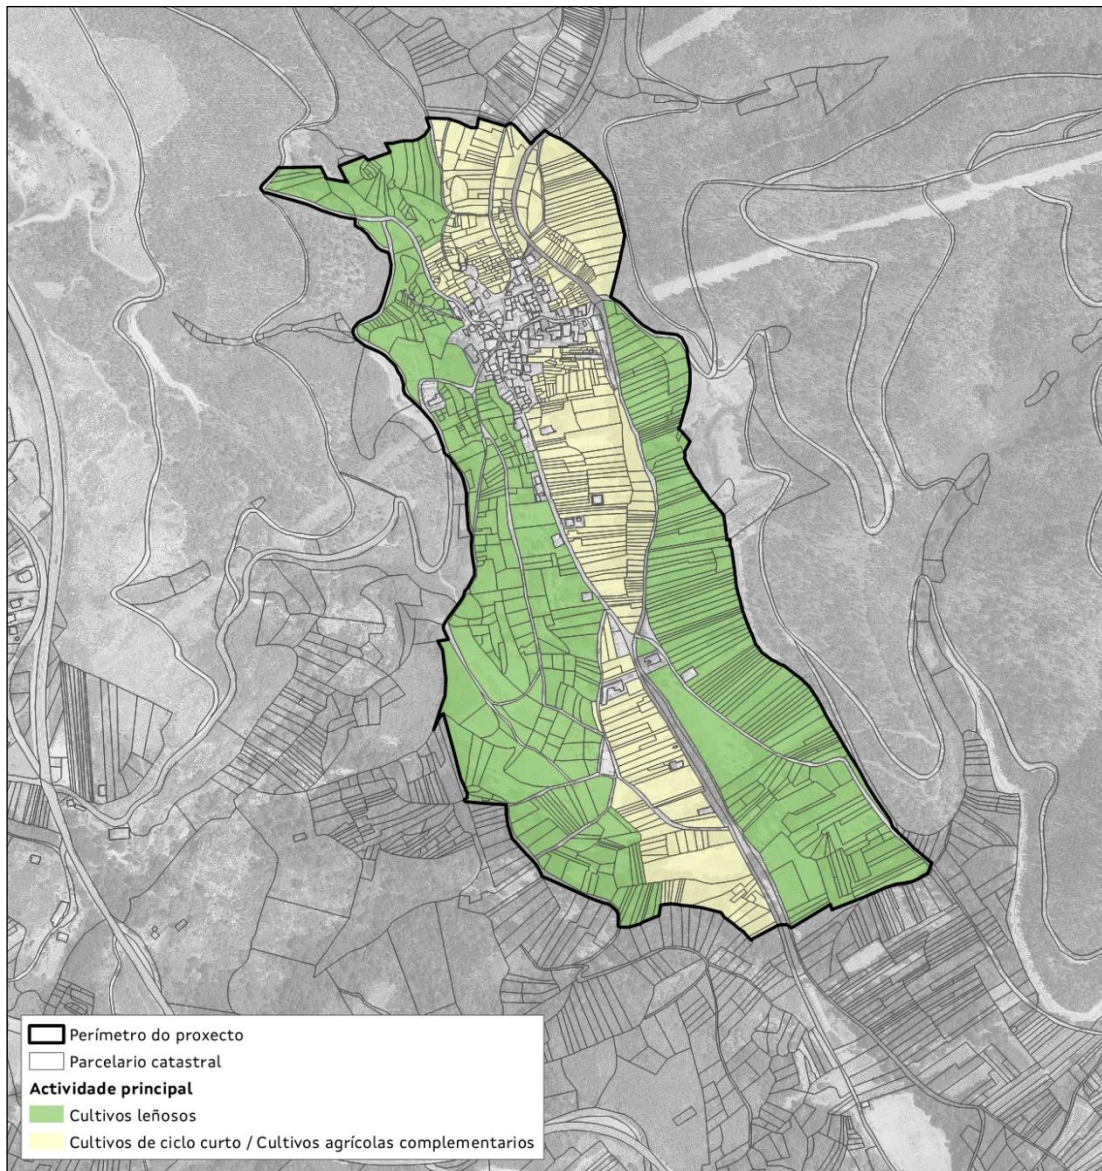 Perímetro do proxecto
Parcelario catastral
Actividade principal
Cultivos leñosos
Cultivos de ciclo curto / Cultivos agrícolas complementarios